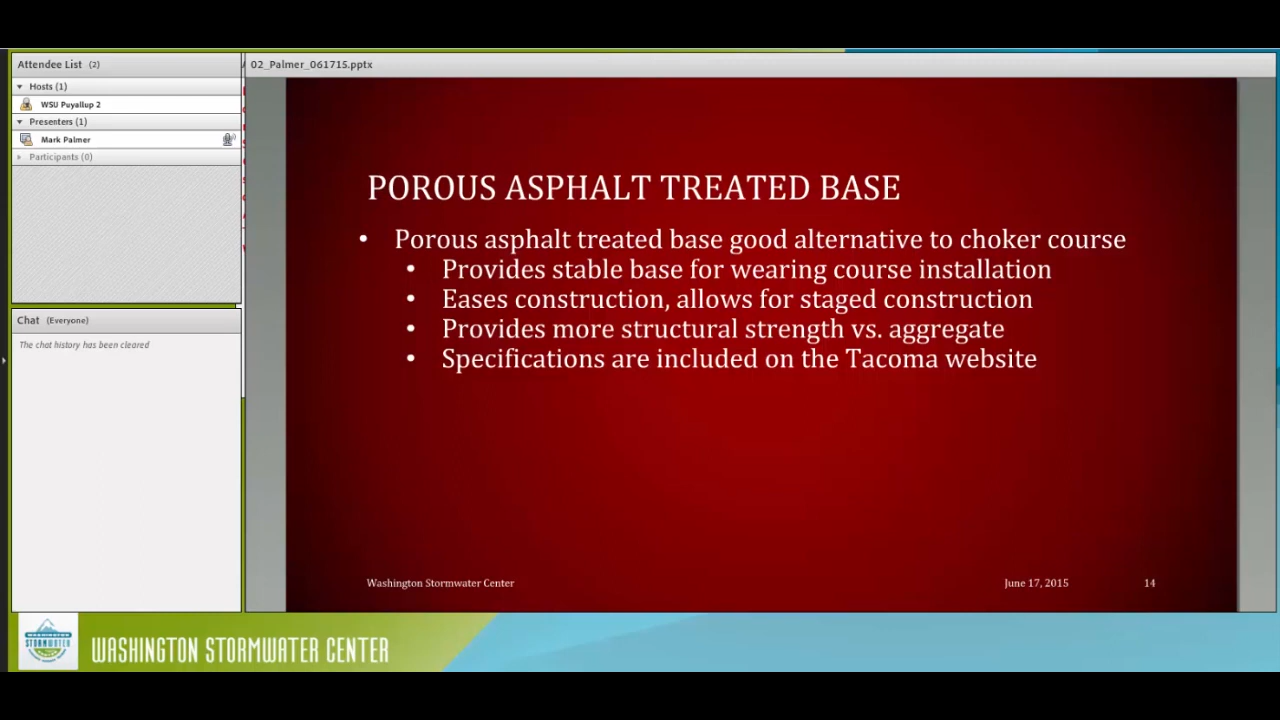 Attendee List (2)
Hosts (1)
WSU Puyallup 2
Presenters (1)
Mark Palmer
Participants (0)
Chat (Everyone)
The chat history has been cleared
02_Palmer_061715.pptx
POROUS ASPHALT TREATED BASE
• Porous asphalt treated base good alternative to choker course
• Provides stable base for wearing course installation
• Eases construction, allows for staged construction
• Provides more structural strength vs. aggregate
• Specifications are included on the Tacoma website
Washington Stormwater Center
June 17, 2015
14
WASHINGTON
STORMWATER
WASHINGTON STORMWATER CENTER